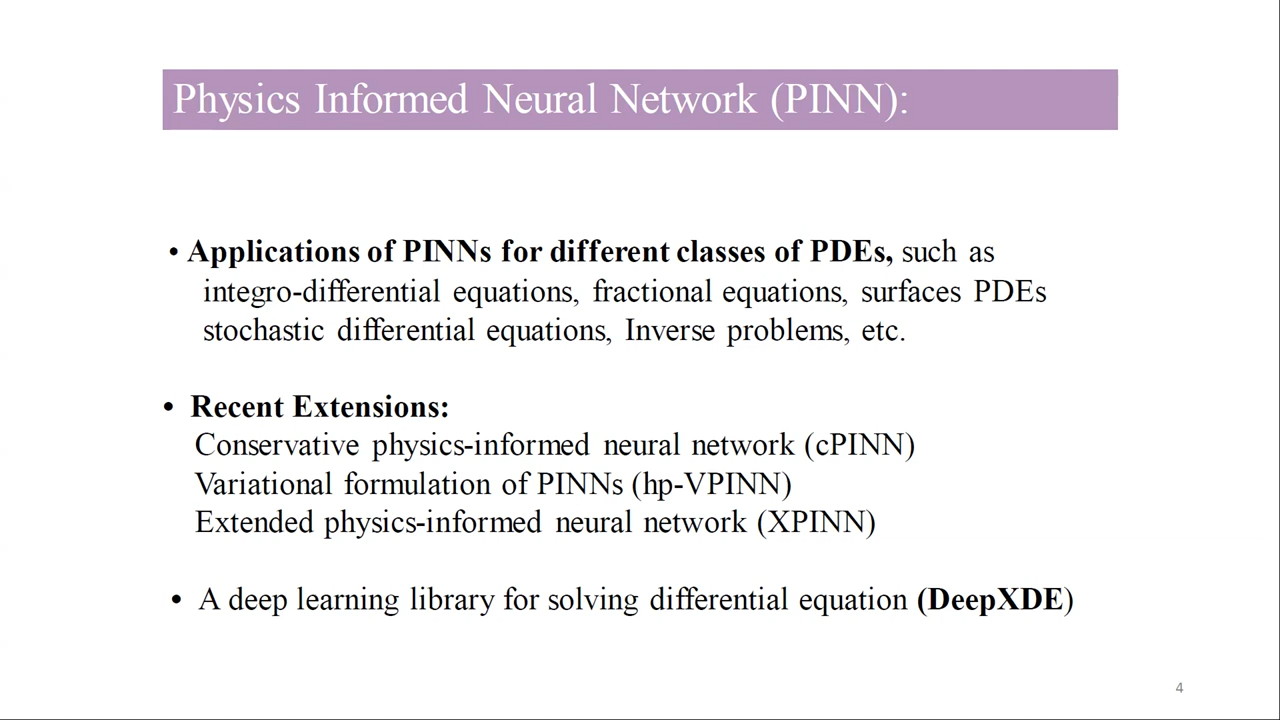 Physics Informed Neural Network (PINN):
• Applications of PINNs for different classes of PDEs, such as
integro-differential equations, fractional equations, surfaces PDEs
stochastic differential equations, Inverse problems, etc.
• Recent Extensions:
Conservative physics-informed neural network (cPINN)
Variational formulation of PINNs (hp-VPINN)
Extended physics-informed neural network (XPINN)
• A deep learning library for solving differential equation (DeepXDE)
4